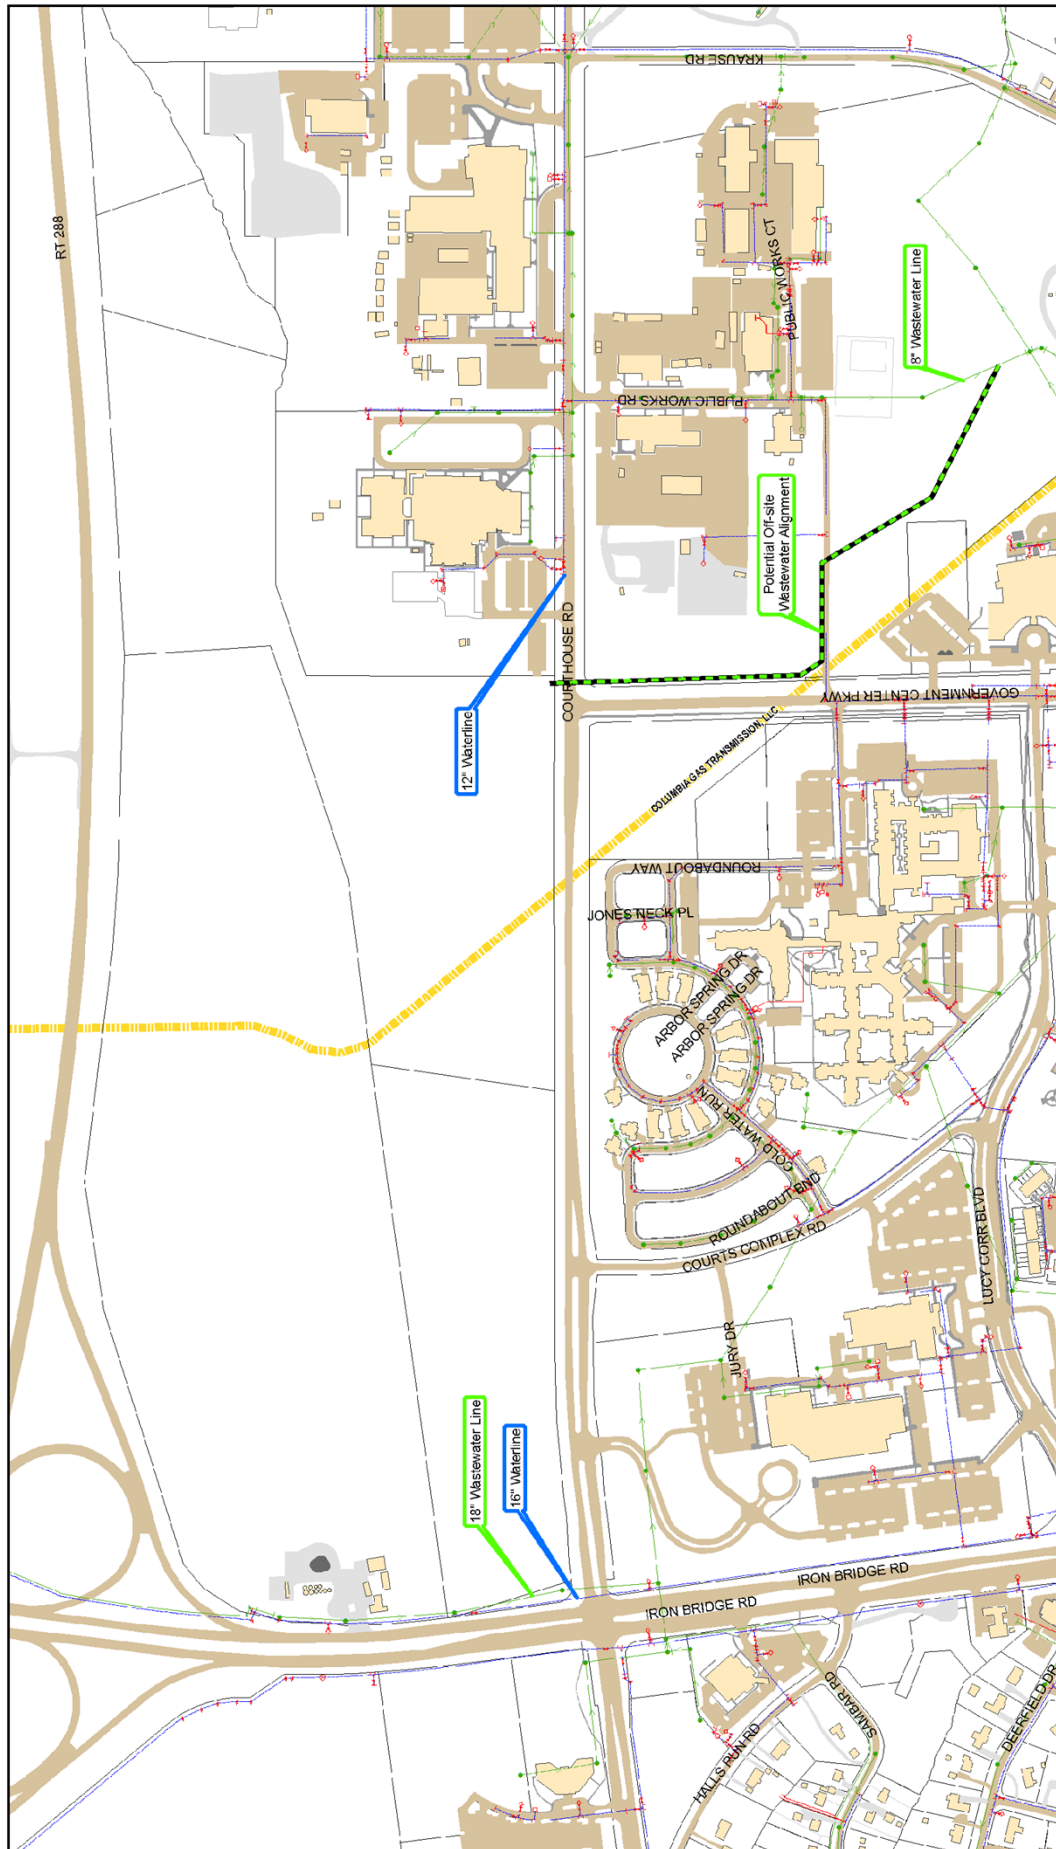 KRAUSE RD
RT 288
PUBLIC WORKS CT
8" Wastewater Line
PUBLIC WORKS RD
Potential Off-site
Wastewater Alignment
COURTHOUSE RD
12" Waterline
GOVERNMENT CENTER PKWY
COLUMBIA GAS TRANSMISSION, LLC
ROUNDABOUT WAY
JONES NECK PL
ARBOR SPRING DR
ARBOR SPRING DR
COLD WATER RUN
ROUNDABOUT BND
COURTS COMPLEX RD
LUCY CORR BLVD
JURY DR
18" Wastewater Line
16" Waterline
IRON BRIDGE RD
IRON BRIDGE RD
HALLS RUN RD
SAMBAR RD
DEERFIELD DR